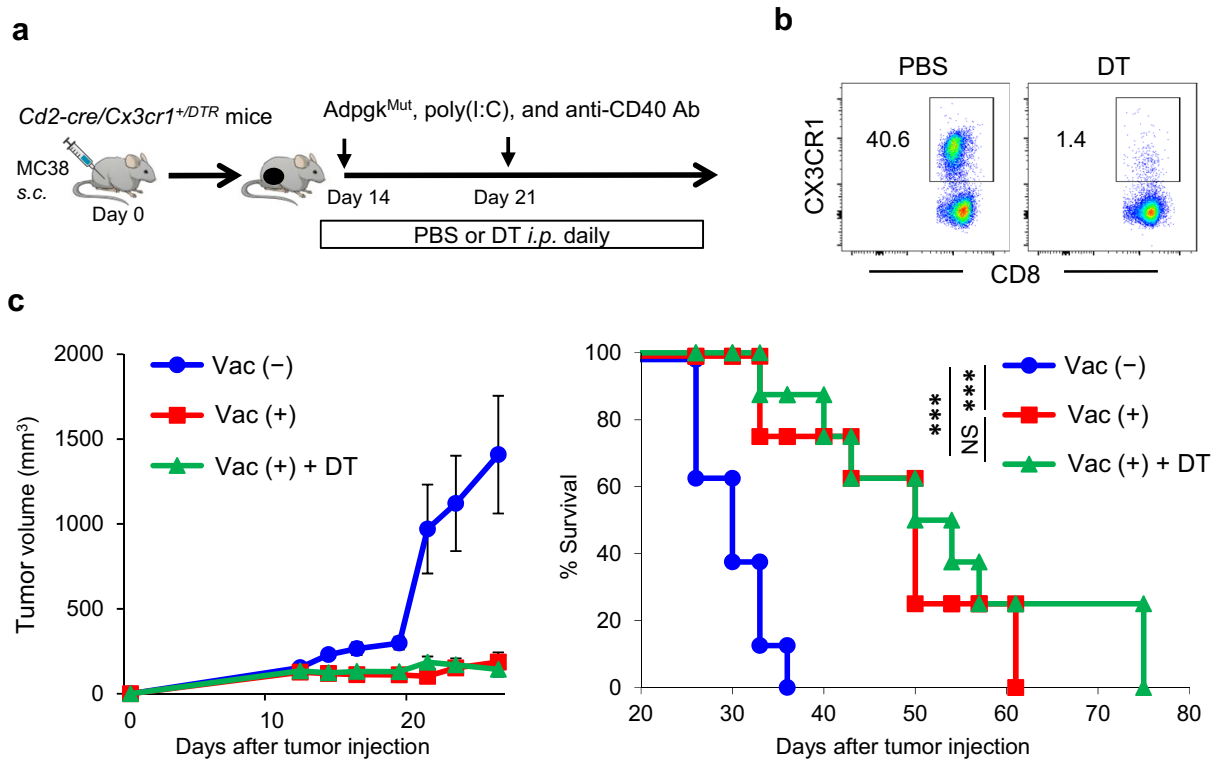 a
Cd2-cre/Cx3cr1+/DTR mice
MC38
s.c.
Day 0
Adpgk^Mut, poly(I:C), and anti-CD40 Ab
Day 14
Day 21
PBS or DT i.p. daily
b
PBS
DT
CX3CR1
40.6
1.4
CD8
c
Tumor volume (mm³)
2000
1500
1000
500
0
0
10
20
Days after tumor injection
Vac (−)
Vac (+)
Vac (+) + DT
% Survival
100
80
60
40
20
0
20
30
40
50
60
70
80
Days after tumor injection
***
***
NS
Vac (−)
Vac (+)
Vac (+) + DT